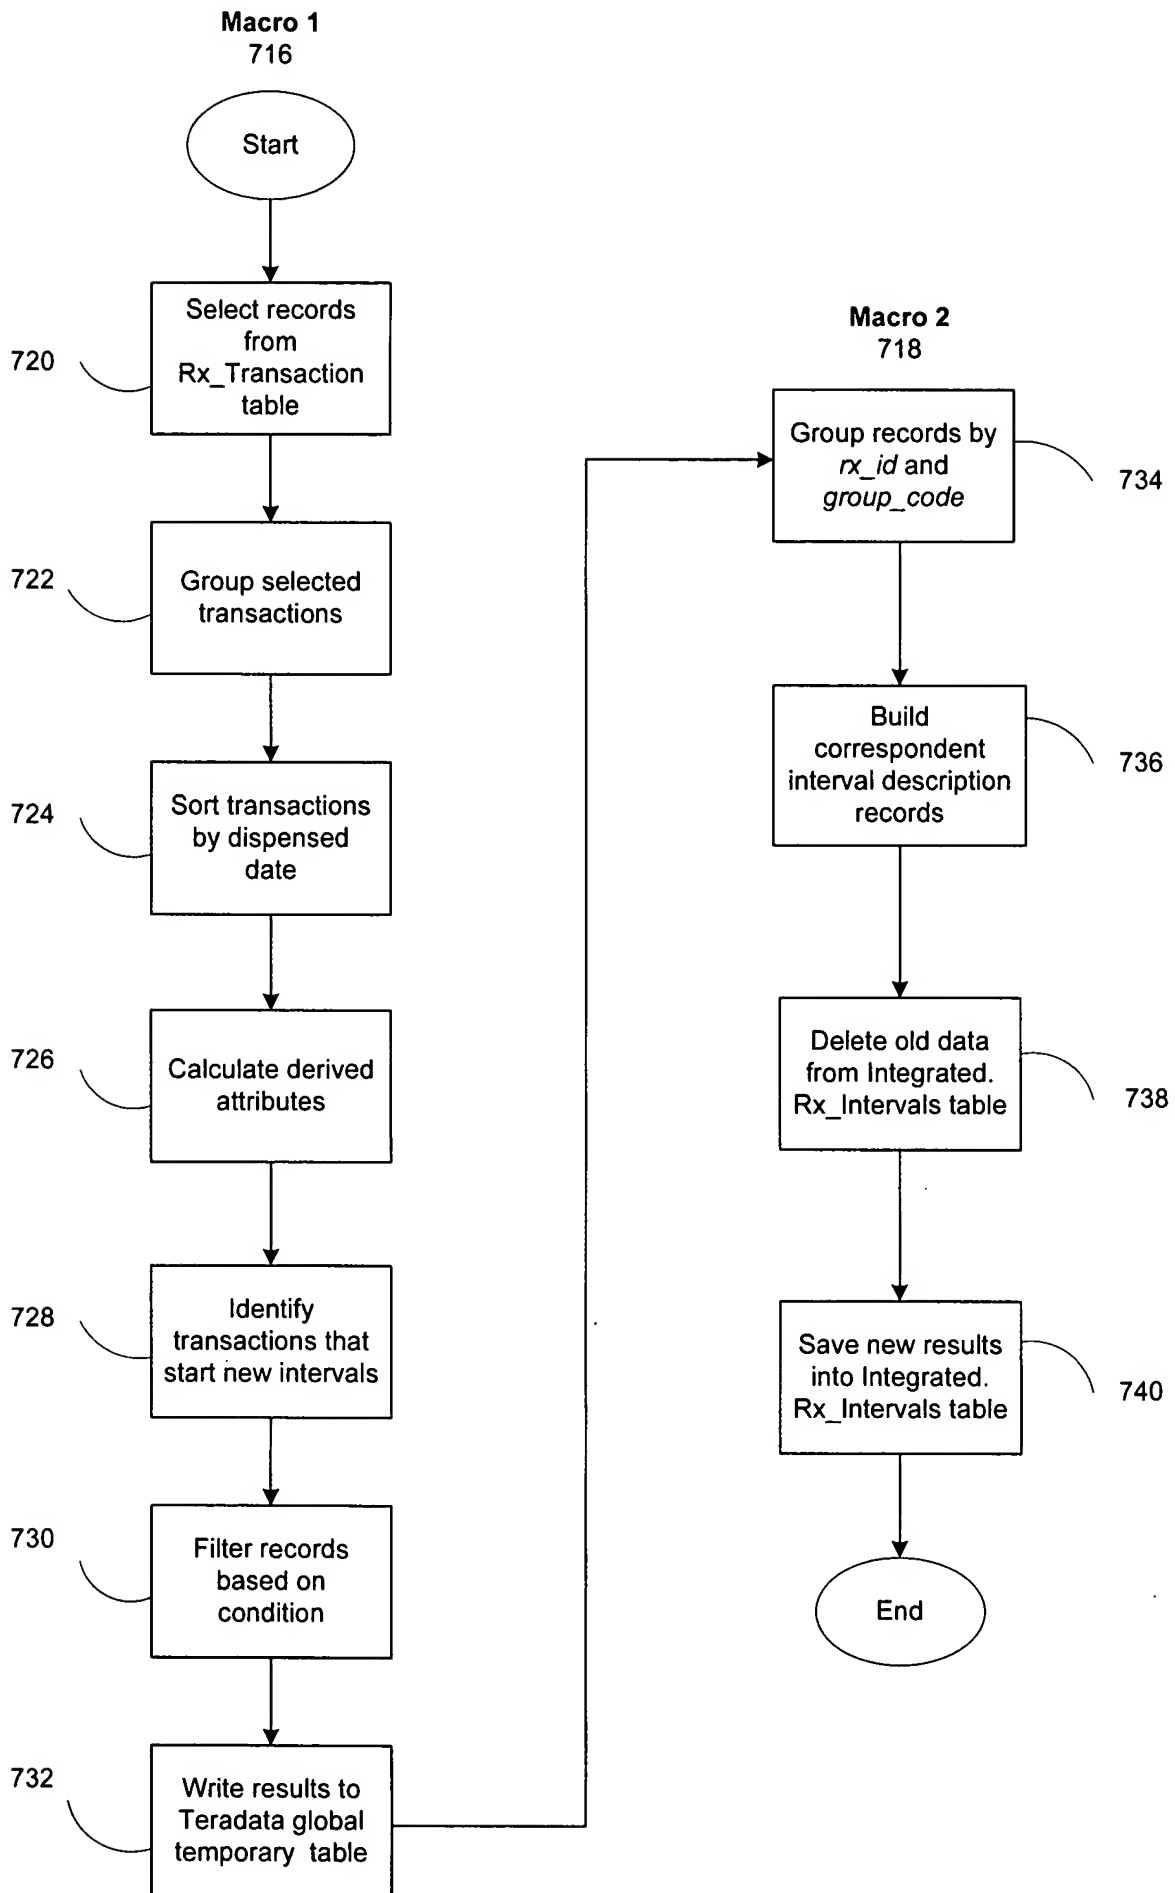 Macro 1
716
Start
720
Select records
from
Rx_Transaction
table
722
Group selected
transactions
724
Sort transactions
by dispensed
date
726
Calculate derived
attributes
728
Identify
transactions that
start new intervals
730
Filter records
based on
condition
732
Write results to
Teradata global
temporary table
Macro 2
718
Group records by
rx_id and
group_code
734
Build
correspondent
interval description
records
736
Delete old data
from Integrated.
Rx_Intervals table
738
Save new results
into Integrated.
Rx_Intervals table
740
End